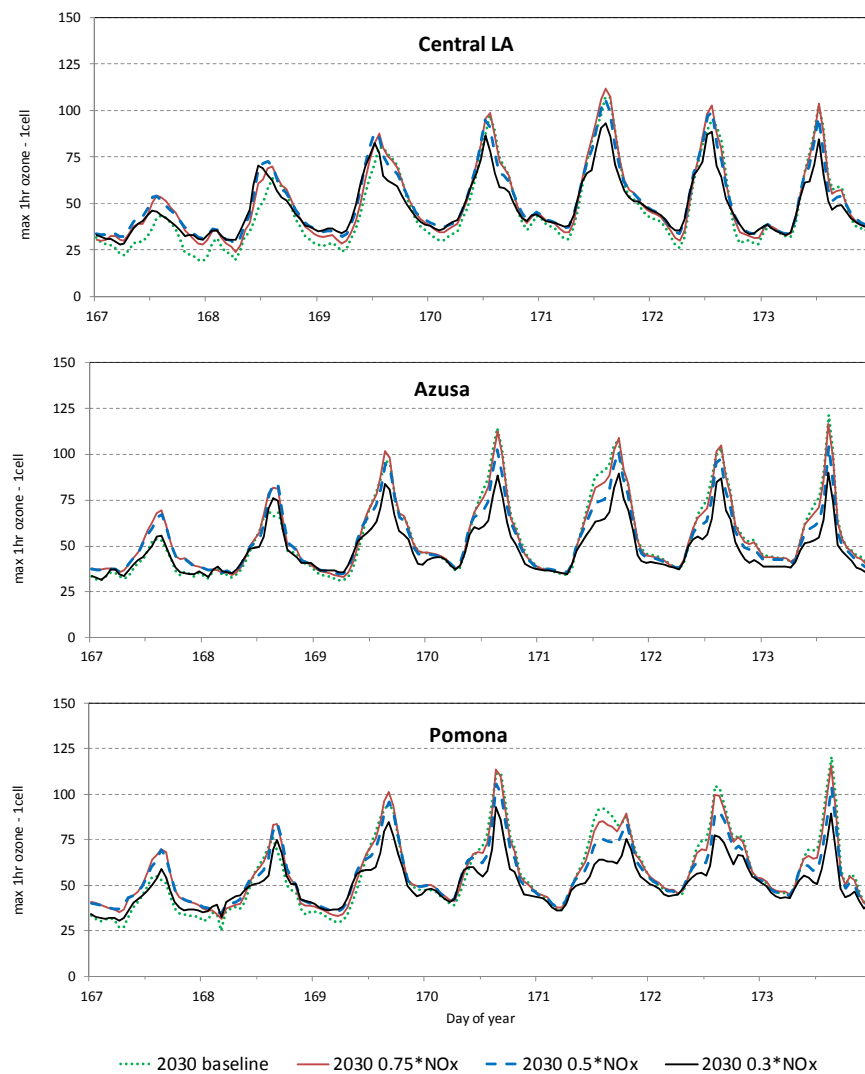 Central LA
max 1hr ozone - 1cell
150
125
100
75
50
25
0
167 168 169 170 171 172 173
Azusa
max 1hr ozone - 1cell
150
125
100
75
50
25
0
167 168 169 170 171 172 173
Pomona
max 1hr ozone - 1cell
150
125
100
75
50
25
0
167 168 169 170 171 172 173
Day of year
2030 baseline 2030 0.75*NOx 2030 0.5*NOx 2030 0.3*NOx